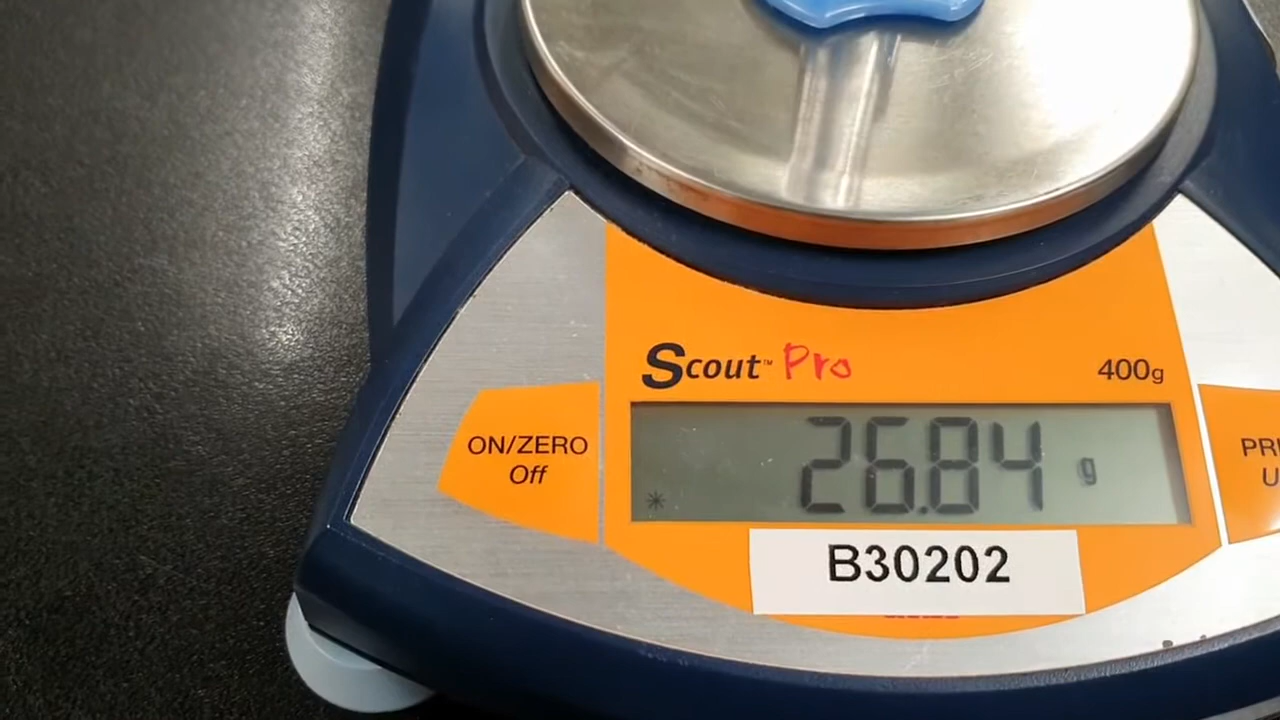 Scout™ Pro
400g
ON/ZERO
Off
26.84 g
B30202